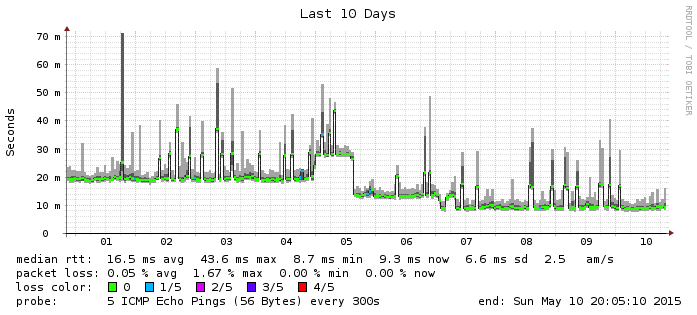 Last 10 Days
RRDTOOL / TOBI OETIKER
Seconds
70 m
60 m
50 m
40 m
30 m
20 m
10 m
0
01 02 03 04 05 06 07 08 09 10
median rtt: 16.5 ms avg 43.6 ms max 8.7 ms min 9.3 ms now 6.6 ms sd 2.5 am/s
packet loss: 0.05 % avg 1.67 % max 0.00 % min 0.00 % now
loss color: 0 1/5 2/5 3/5 4/5
probe: 5 ICMP Echo Pings (56 Bytes) every 300s end: Sun May 10 20:05:10 2015